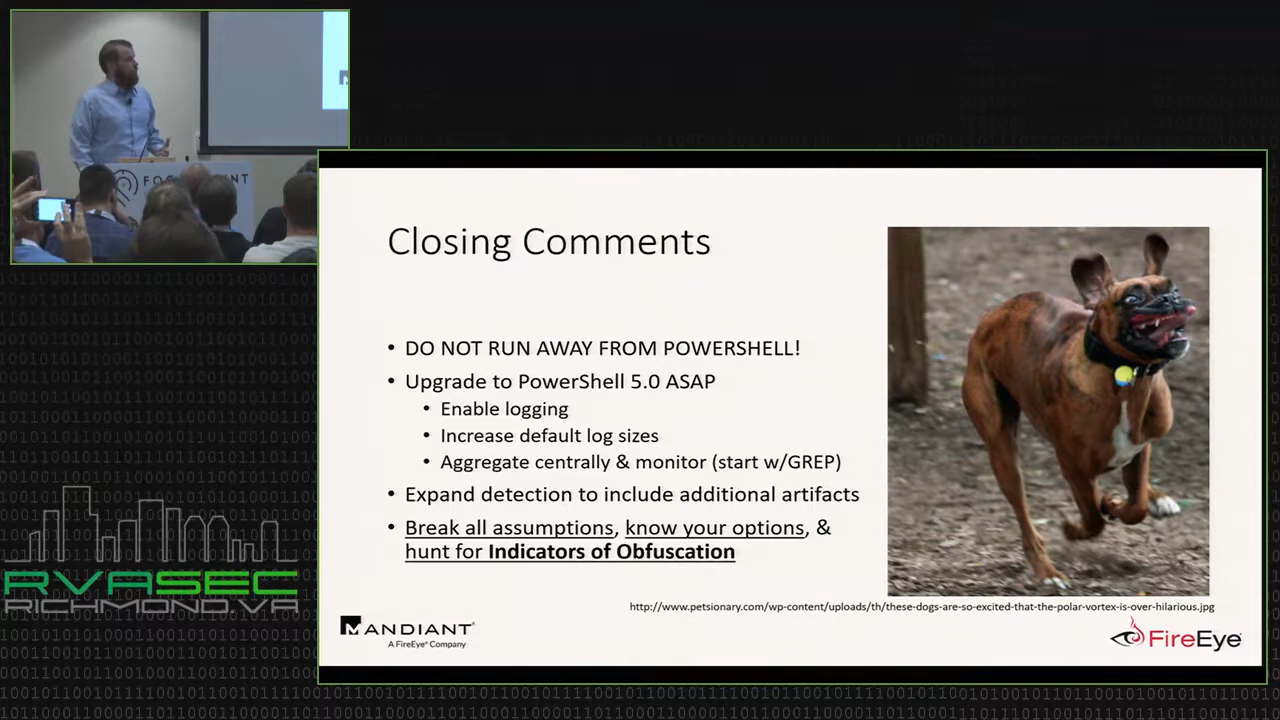 FO
NT
Closing Comments
• DO NOT RUN AWAY FROM POWERSHELL!
• Upgrade to PowerShell 5.0 ASAP
• Enable logging
• Increase default log sizes
• Aggregate centrally & monitor (start w/GREP)
• Expand detection to include additional artifacts
• Break all assumptions, know your options, &
hunt for Indicators of Obfuscation
http://www.petsionary.com/wp-content/uploads/th/these-dogs-are-so-excited-that-the-polar-vortex-is-over-hilarious.jpg
MANDIANT®
A FireEye® Company
FireEye™
RVASEC
RICHMOND.VA